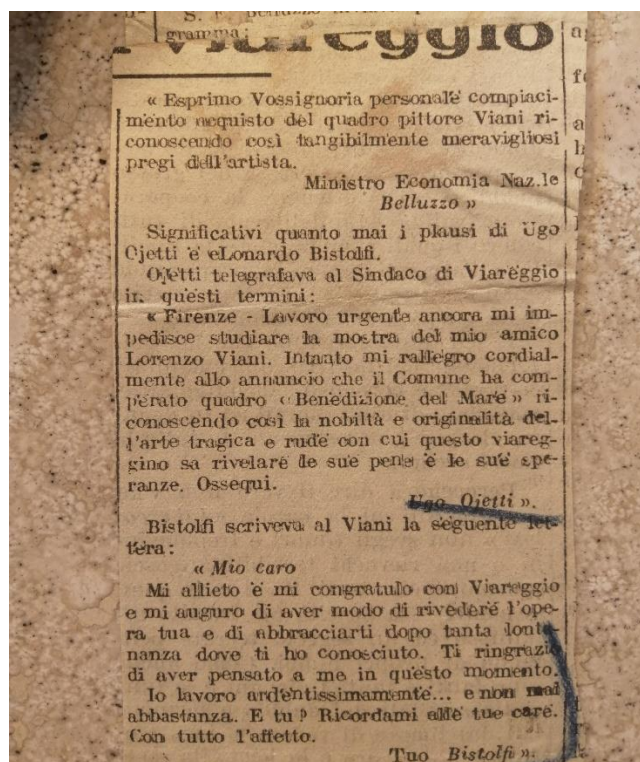 gramma:
Viareggio
« Esprimo Vossignoria personale compiaci-
mento acquisto del quadro pittore Viani ri-
conoscendo così tangibilmente meravigliosi
pregi dell'artista.
Ministro Economia Naz.le
Belluzzo »
Significativi quanto mai i plausi di Ugo
Ojetti e eLonardo Bistolfi.
Ojetti telegrafava al Sindaco di Viareggio
in questi termini:
« Firenze - Lavoro urgente ancora mi im-
pedisce studiare la mostra del mio amico
Lorenzo Viani. Intanto mi rallegro cordial-
mente allo annuncio che il Comune ha com-
perato quadro « Benedizione del Mare » ri-
conoscendo così la nobiltà e originalità del-
l'arte tragica e rude con cui questo viareg-
gino sa rivelare le sue pene e le sue spe-
ranze. Ossequi.
Ugo Ojetti ».
Bistolfi scriveva al Viani la seguente let-
tera:
« Mio caro
Mi allieto e mi congratulo con Viareggio
e mi auguro di aver modo di rivedere l'ope-
ra tua e di abbracciarti dopo tanta lonta-
nanza dove ti ho conosciuto. Ti ringrazio
di aver pensato a me in questo momento.
Io lavoro ardentissimamente... e non mai
abbastanza. E tu? Ricordami alle tue care.
Con tutto l'affetto.
Tuo Bistolfi ».